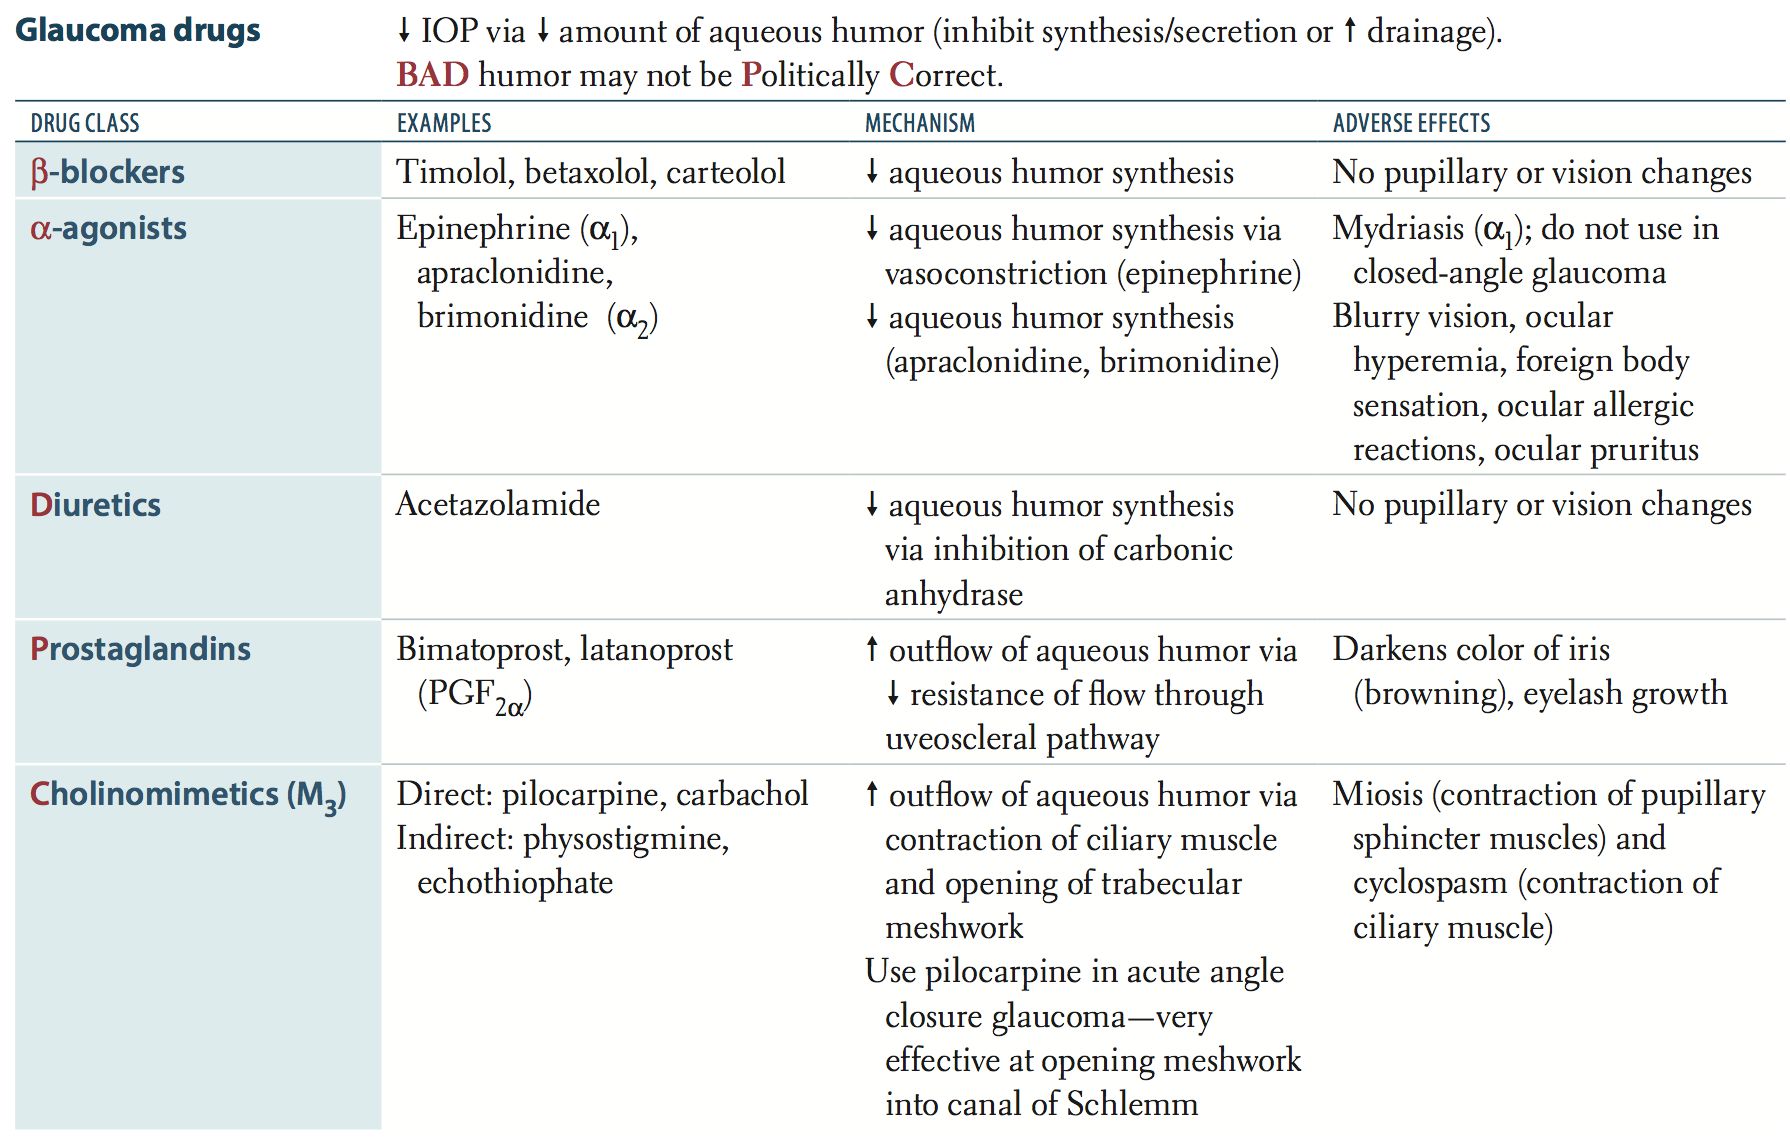 Glaucoma drugs
↓ IOP via ↓ amount of aqueous humor (inhibit synthesis/secretion or ↑ drainage).
BAD humor may not be Politically Correct.
DRUG CLASS
EXAMPLES
MECHANISM
ADVERSE EFFECTS
β-blockers
Timolol, betaxolol, carteolol
↓ aqueous humor synthesis
No pupillary or vision changes
α-agonists
Epinephrine (α1),
apraclonidine,
brimonidine (α2)
↓ aqueous humor synthesis via
vasoconstriction (epinephrine)
↓ aqueous humor synthesis
(apraclonidine, brimonidine)
Mydriasis (α1); do not use in
closed-angle glaucoma
Blurry vision, ocular
hyperemia, foreign body
sensation, ocular allergic
reactions, ocular pruritus
Diuretics
Acetazolamide
↓ aqueous humor synthesis
via inhibition of carbonic
anhydrase
No pupillary or vision changes
Prostaglandins
Bimatoprost, latanoprost
(PGF2α)
↑ outflow of aqueous humor via
↓ resistance of flow through
uveoscleral pathway
Darkens color of iris
(browning), eyelash growth
Cholinomimetics (M3)
Direct: pilocarpine, carbachol
Indirect: physostigmine,
echothiophate
↑ outflow of aqueous humor via
contraction of ciliary muscle
and opening of trabecular
meshwork
Use pilocarpine in acute angle
closure glaucoma—very
effective at opening meshwork
into canal of Schlemm
Miosis (contraction of pupillary
sphincter muscles) and
cyclospasm (contraction of
ciliary muscle)